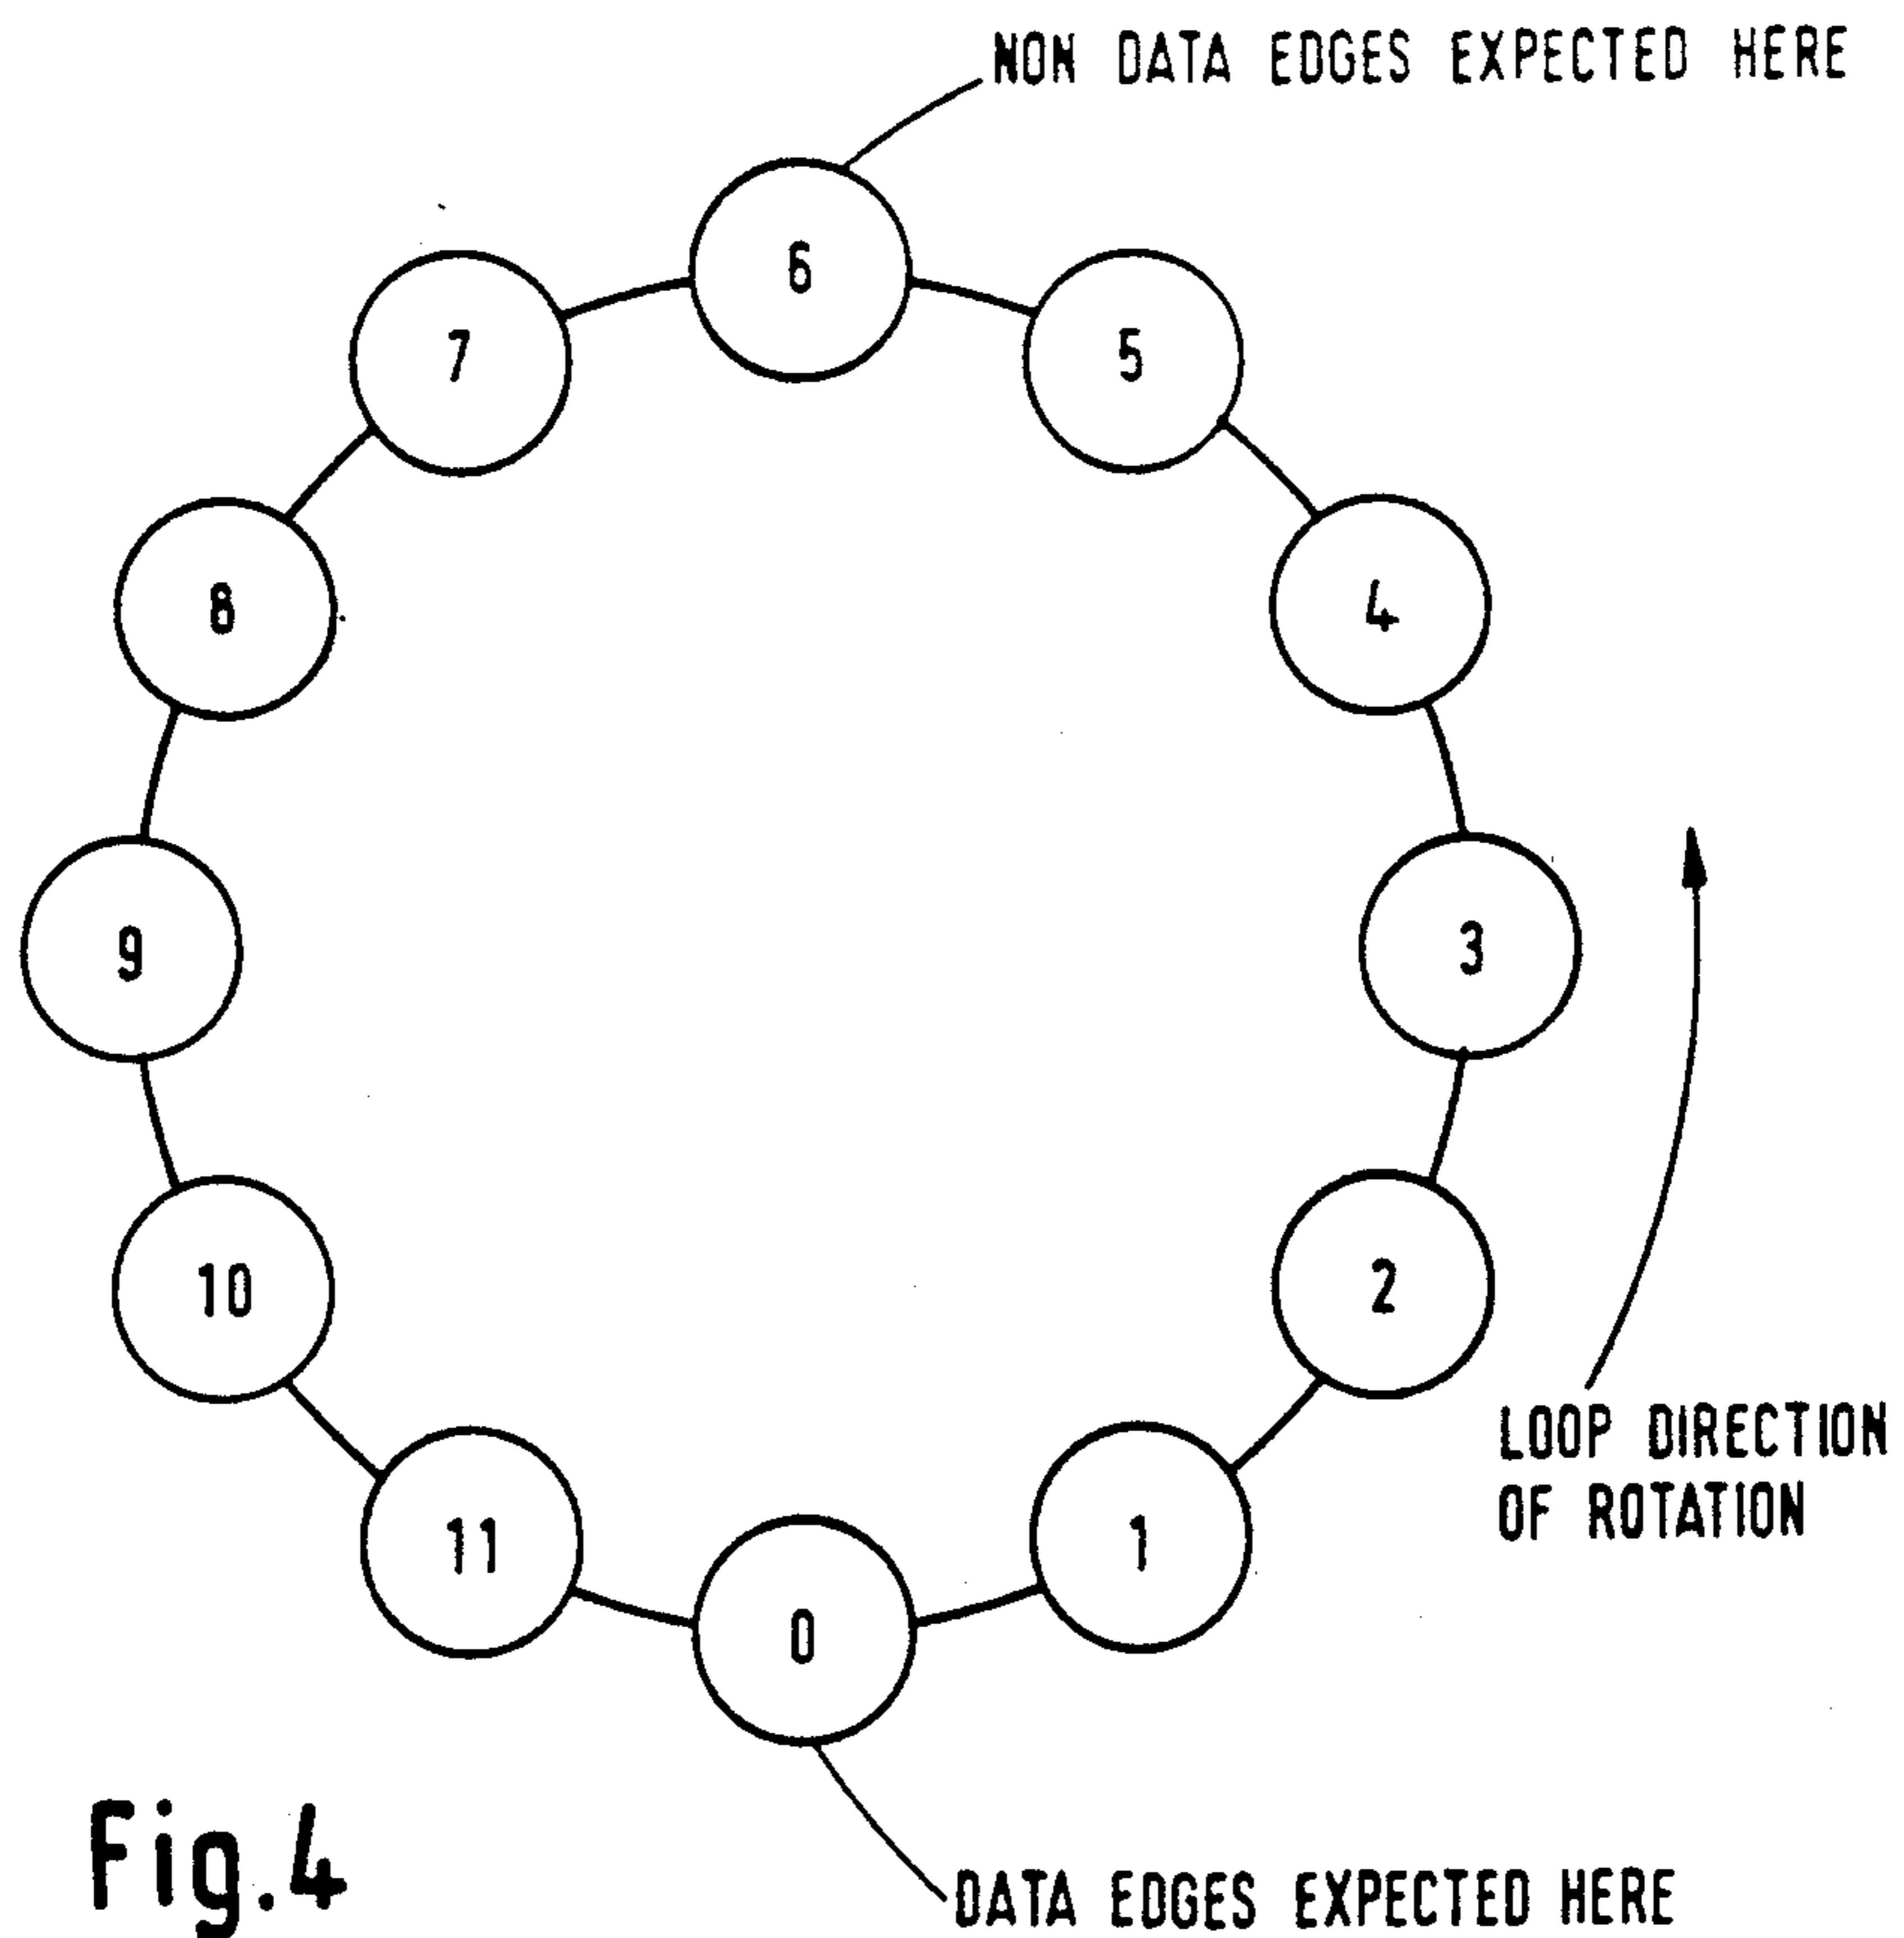 NON DATA EDGES EXPECTED HERE
6
7
5
8
4
9
3
10
2
LOOP DIRECTION
OF ROTATION
11
1
0
Fig.4
DATA EDGES EXPECTED HERE